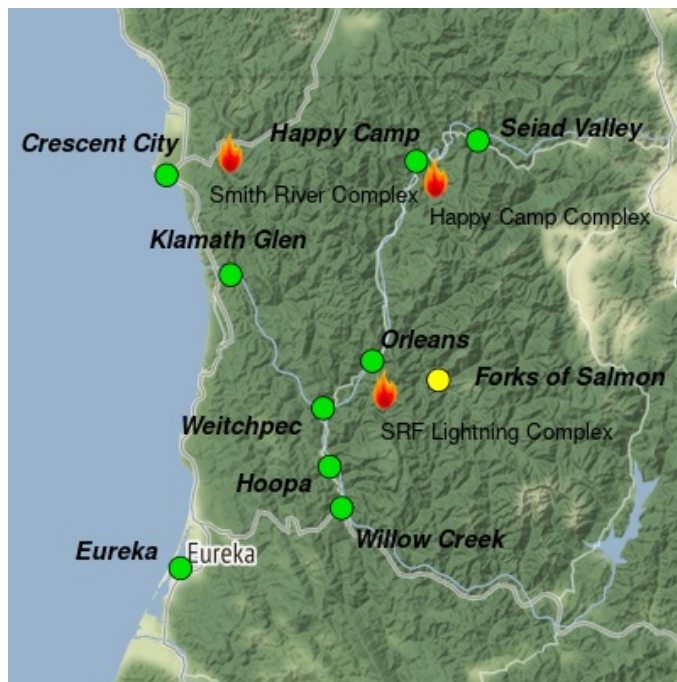 Crescent City
Happy Camp
Seiad Valley
Smith River Complex
Happy Camp Complex
Klamath Glen
Orleans
Forks of Salmon
Weitchpec
SRF Lightning Complex
Hoopa
Willow Creek
Eureka
Eureka